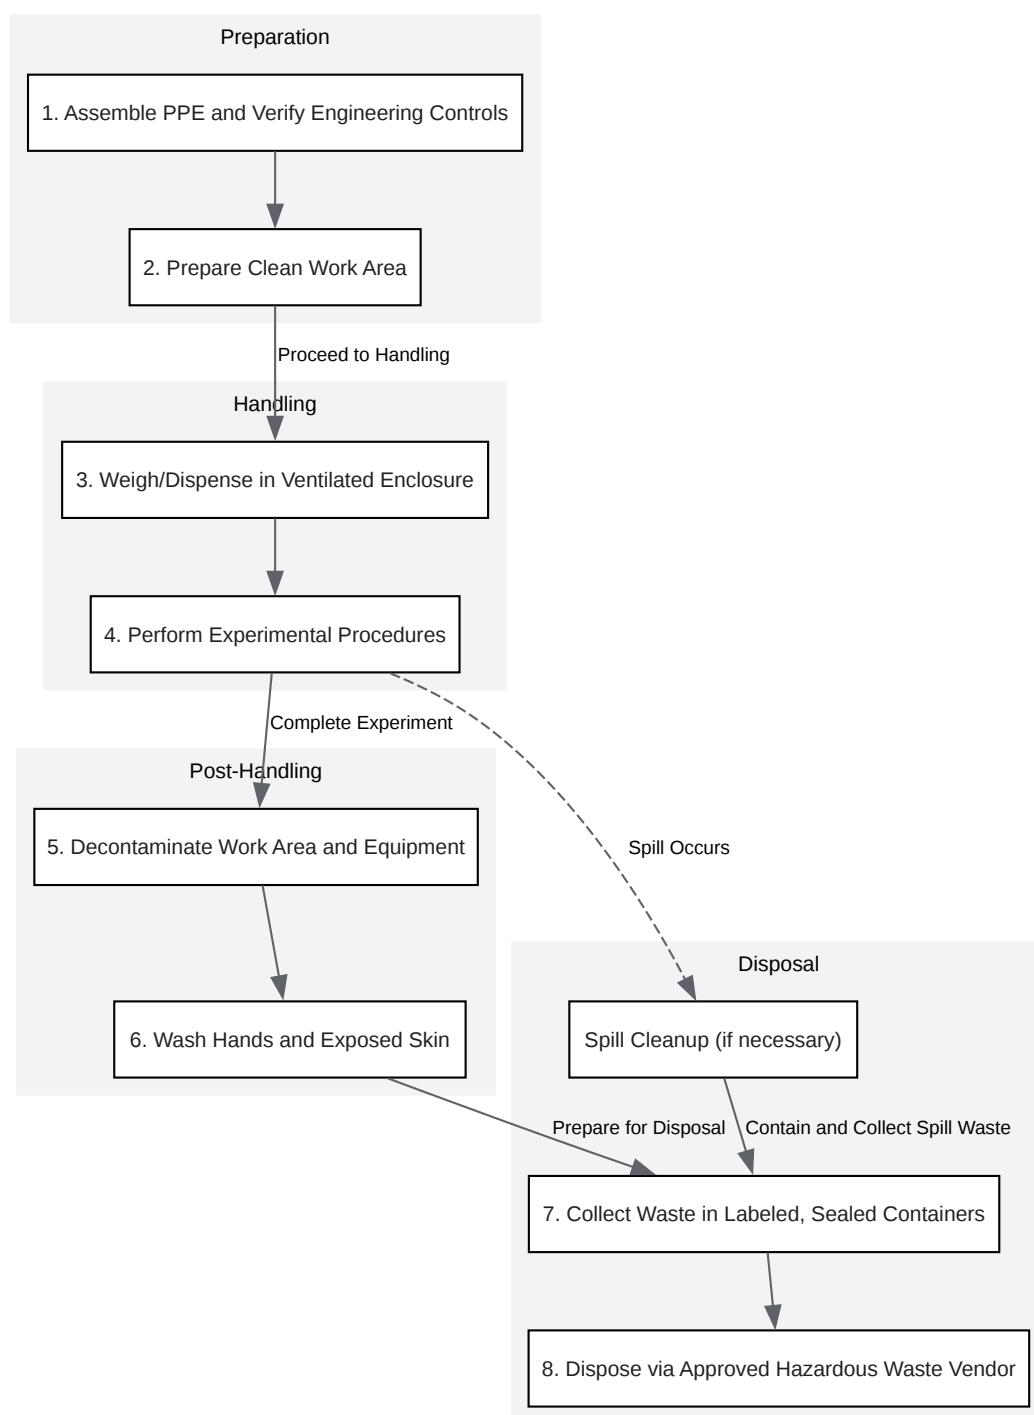 Preparation
1. Assemble PPE and Verify Engineering Controls
2. Prepare Clean Work Area
Proceed to Handling
Handling
3. Weigh/Dispense in Ventilated Enclosure
4. Perform Experimental Procedures
Complete Experiment
Post-Handling
5. Decontaminate Work Area and Equipment
Spill Occurs
Disposal
6. Wash Hands and Exposed Skin
Spill Cleanup (if necessary)
Prepare for Disposal
Contain and Collect Spill Waste
7. Collect Waste in Labeled, Sealed Containers
8. Dispose via Approved Hazardous Waste Vendor